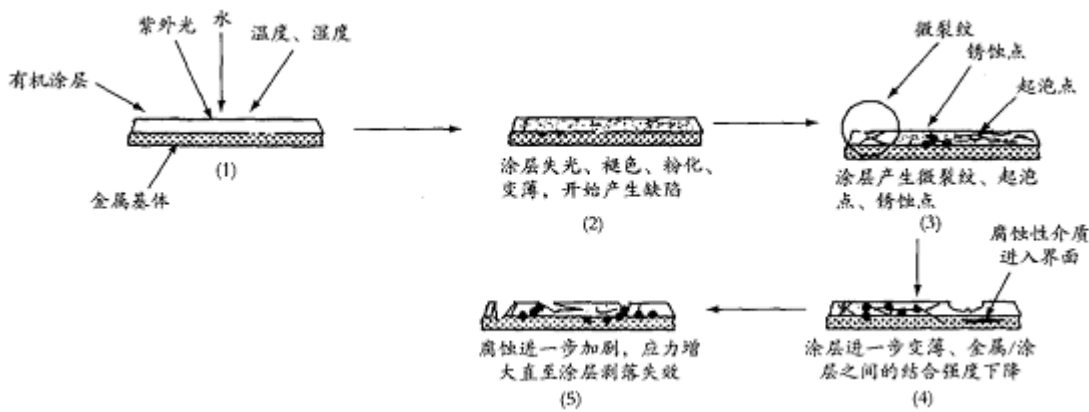 紫外光
水
温度、湿度
有机涂层
金属基体
(1)
涂层失光、褪色、粉化、
变薄，开始产生缺陷
(2)
微裂纹
锈蚀点
起泡点
涂层产生微裂纹、起泡
点、锈蚀点
(3)
腐蚀性介质
进入界面
涂层进一步变薄、金属/涂
层之间的结合强度下降
(4)
腐蚀进一步加剧，应力增
大直至涂层剥落失效
(5)